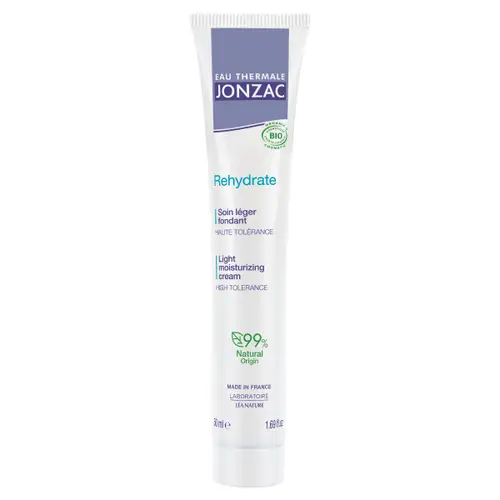 EAU THERMALE
JONZAC
BIO
Rehydrate
Soin léger
fondant
HAUTE TOLÉRANCE
Light
moisturizing
cream
HIGH TOLERANCE
99%
Natural
Origin
MADE IN FRANCE
LABORATOIRE
LÉA NATURE
50 ml e
1.69 fl.oz